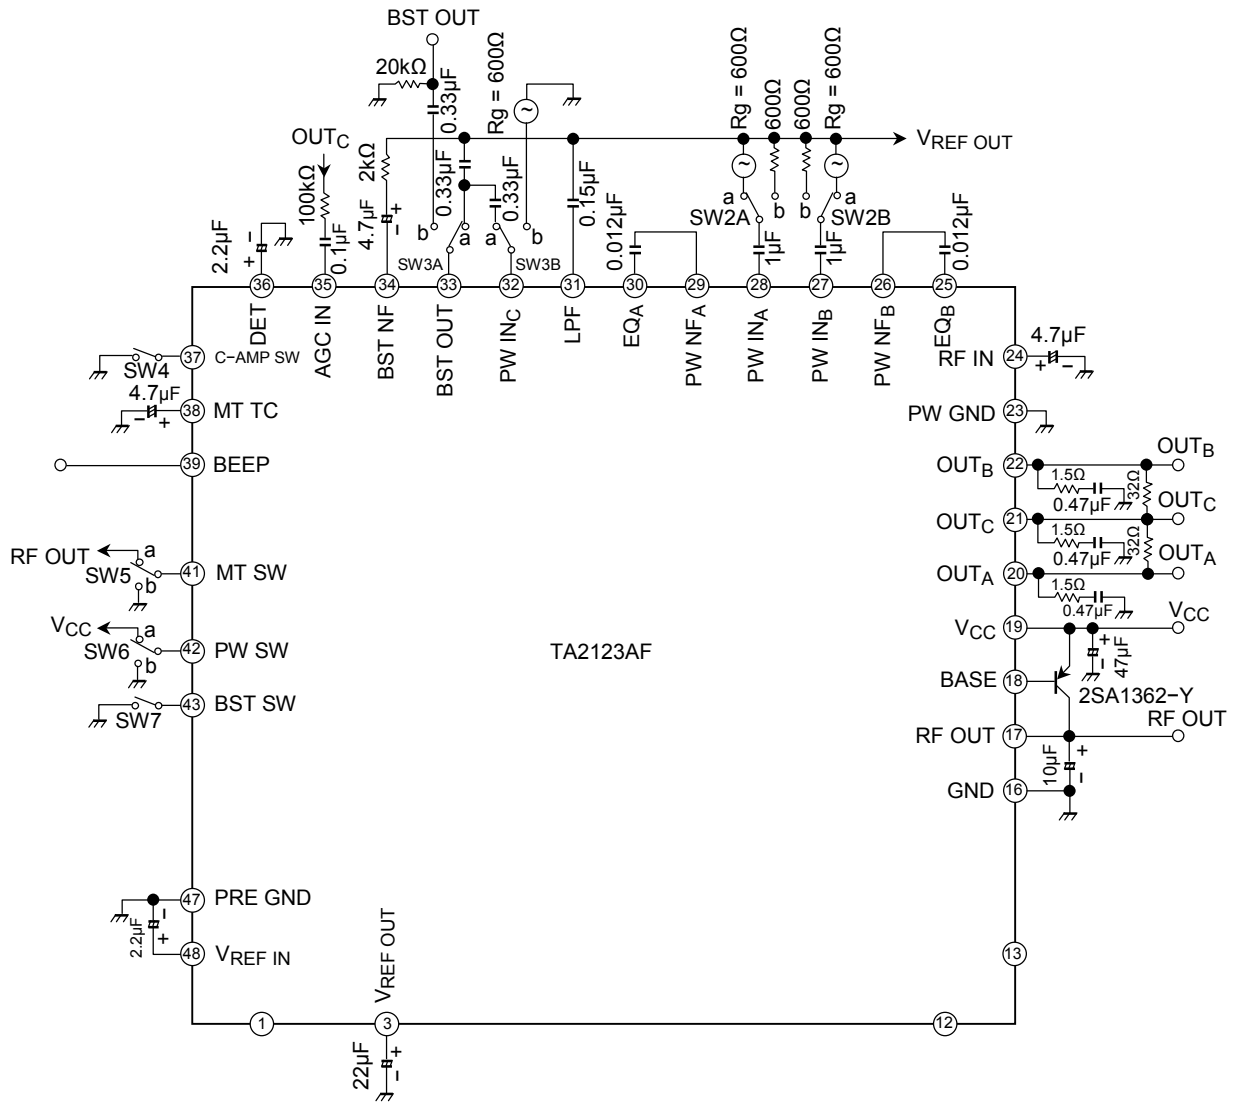 BST OUT
20kΩ
0.33μF
Rg = 600Ω
~
Rg = 600Ω
600Ω
600Ω
Rg = 600Ω
OUTC
VREF OUT
100kΩ
2kΩ
0.33μF
0.33μF
0.15μF
~
~
2.2μF
− +
0.1μF
4.7μF
+ −
b a
a b
SW3A
SW3B
0.012μF
a b
SW2A
b a
SW2B
1μF
1μF
0.012μF
36 35 34 33 32 31 30 29 28 27 26 25
DET
AGC IN
BST NF
BST OUT
PW INC
LPF
EQA
PW NFA
PW INA
PW INB
PW NFB
EQB
SW4
37
C−AMP SW
4.7μF
− +
38
MT TC
39
BEEP
RF OUT
a
SW5
b
41
MT SW
VCC
a
SW6
b
42
PW SW
SW7
43
BST SW
TA2123AF
RF IN
24
4.7μF
+ −
PW GND
23
OUTB
22
OUTB
1.5Ω
0.47μF
32Ω
OUTC
21
OUTC
1.5Ω
0.47μF
32Ω
OUTA
20
OUTA
1.5Ω
0.47μF
VCC
19
VCC
+ −
47μF
BASE
18
2SA1362−Y
RF OUT
17
RF OUT
10μF
+ −
GND
16
47
PRE GND
2.2μF
− +
48
VREF IN
VREF OUT
13
1
3
12
22μF
+ −